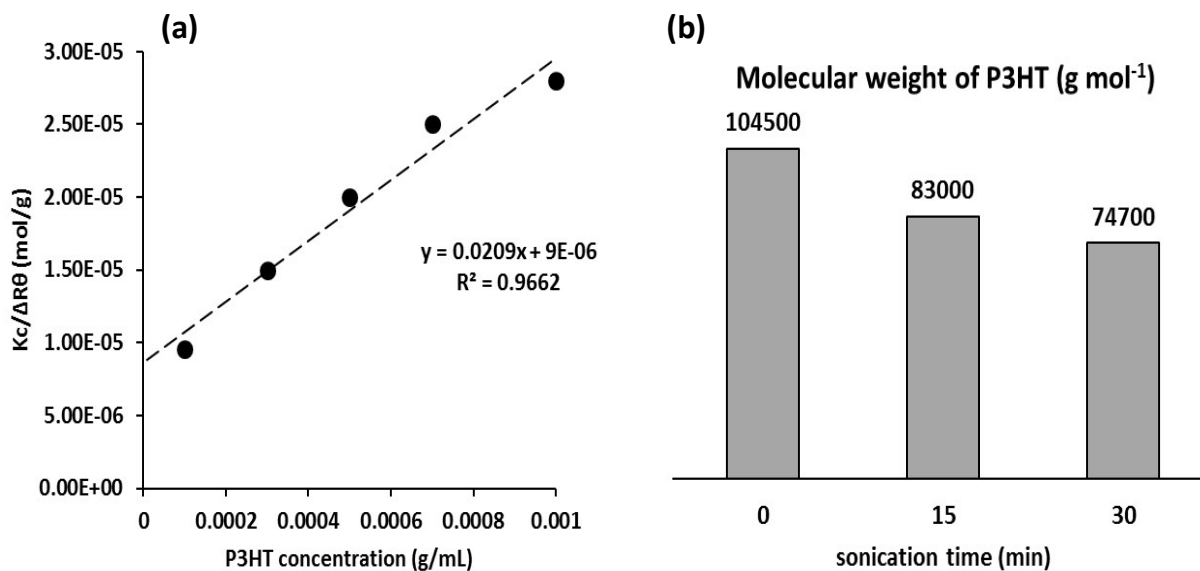 (a)
3.00E-05
2.50E-05
2.00E-05
1.50E-05
1.00E-05
5.00E-06
0.00E+00
Kc/ΔRθ (mol/g)
y = 0.0209x + 9E-06
R² = 0.9662
0 0.0002 0.0004 0.0006 0.0008 0.001
P3HT concentration (g/mL)
(b)
Molecular weight of P3HT (g mol⁻¹)
104500
83000
74700
0 15 30
sonication time (min)